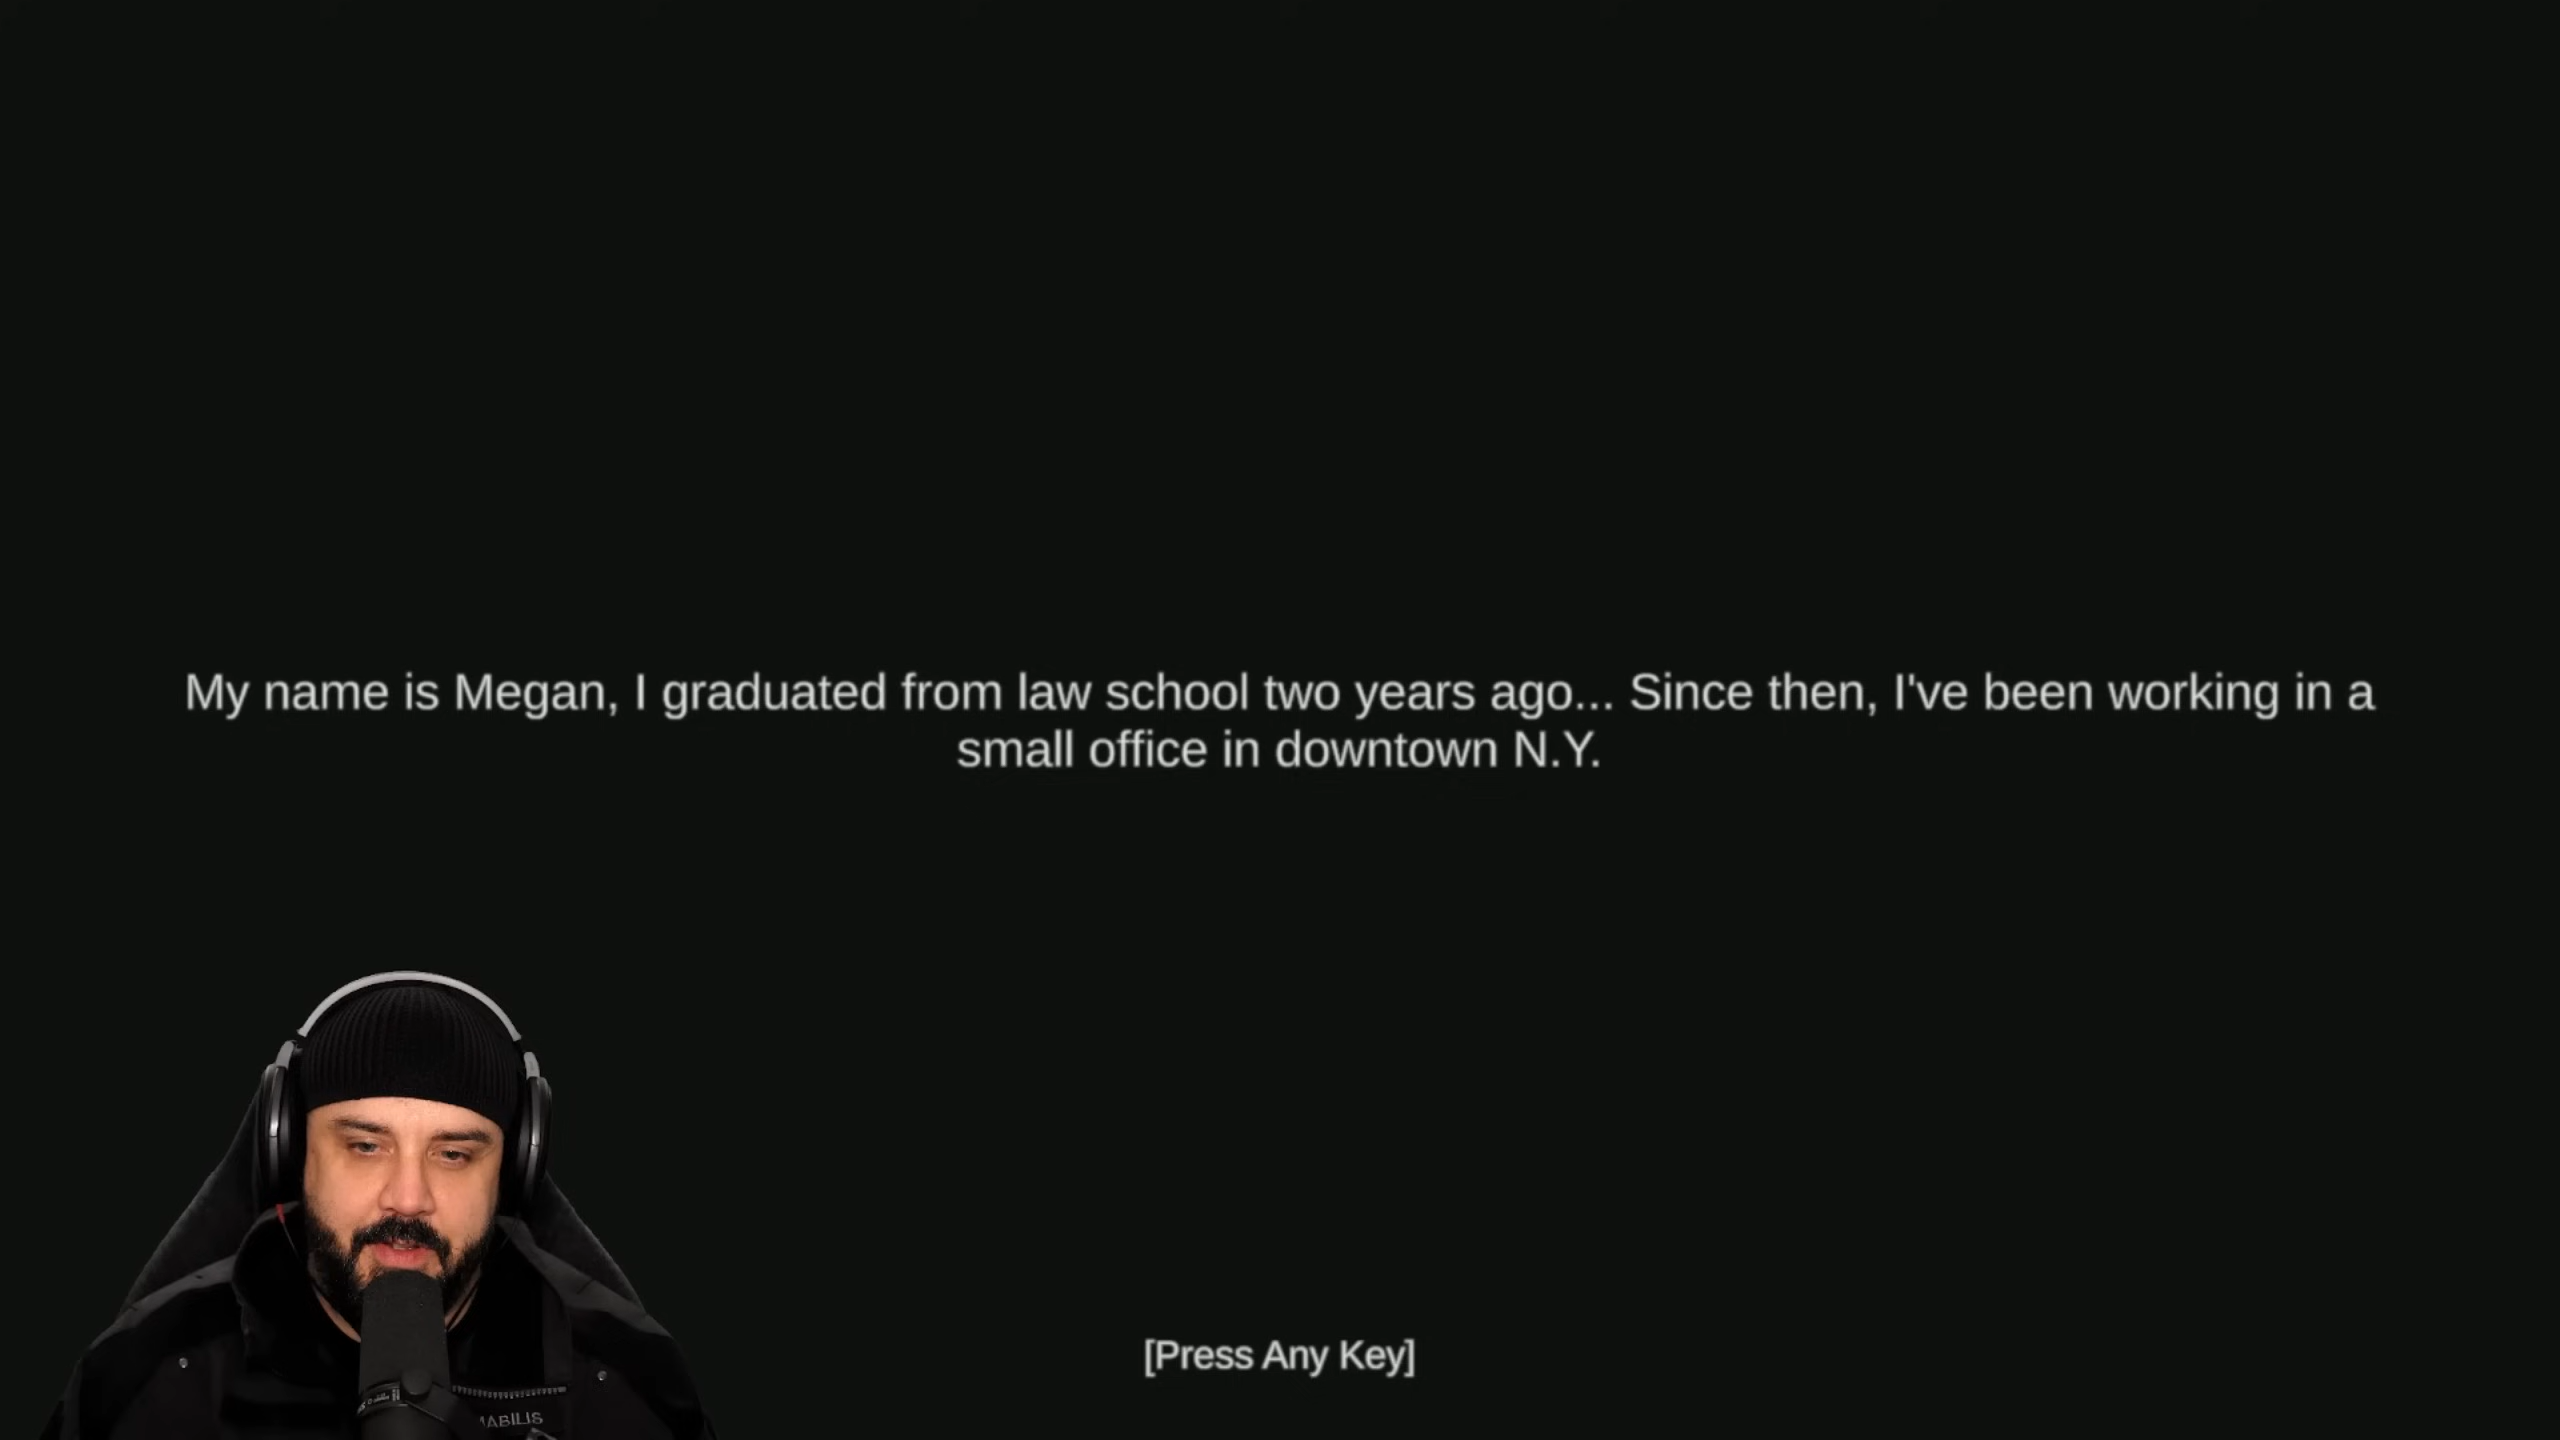 My name is Megan, I graduated from law school two years ago... Since then, I've been working in a
small office in downtown N.Y.
[Press Any Key]